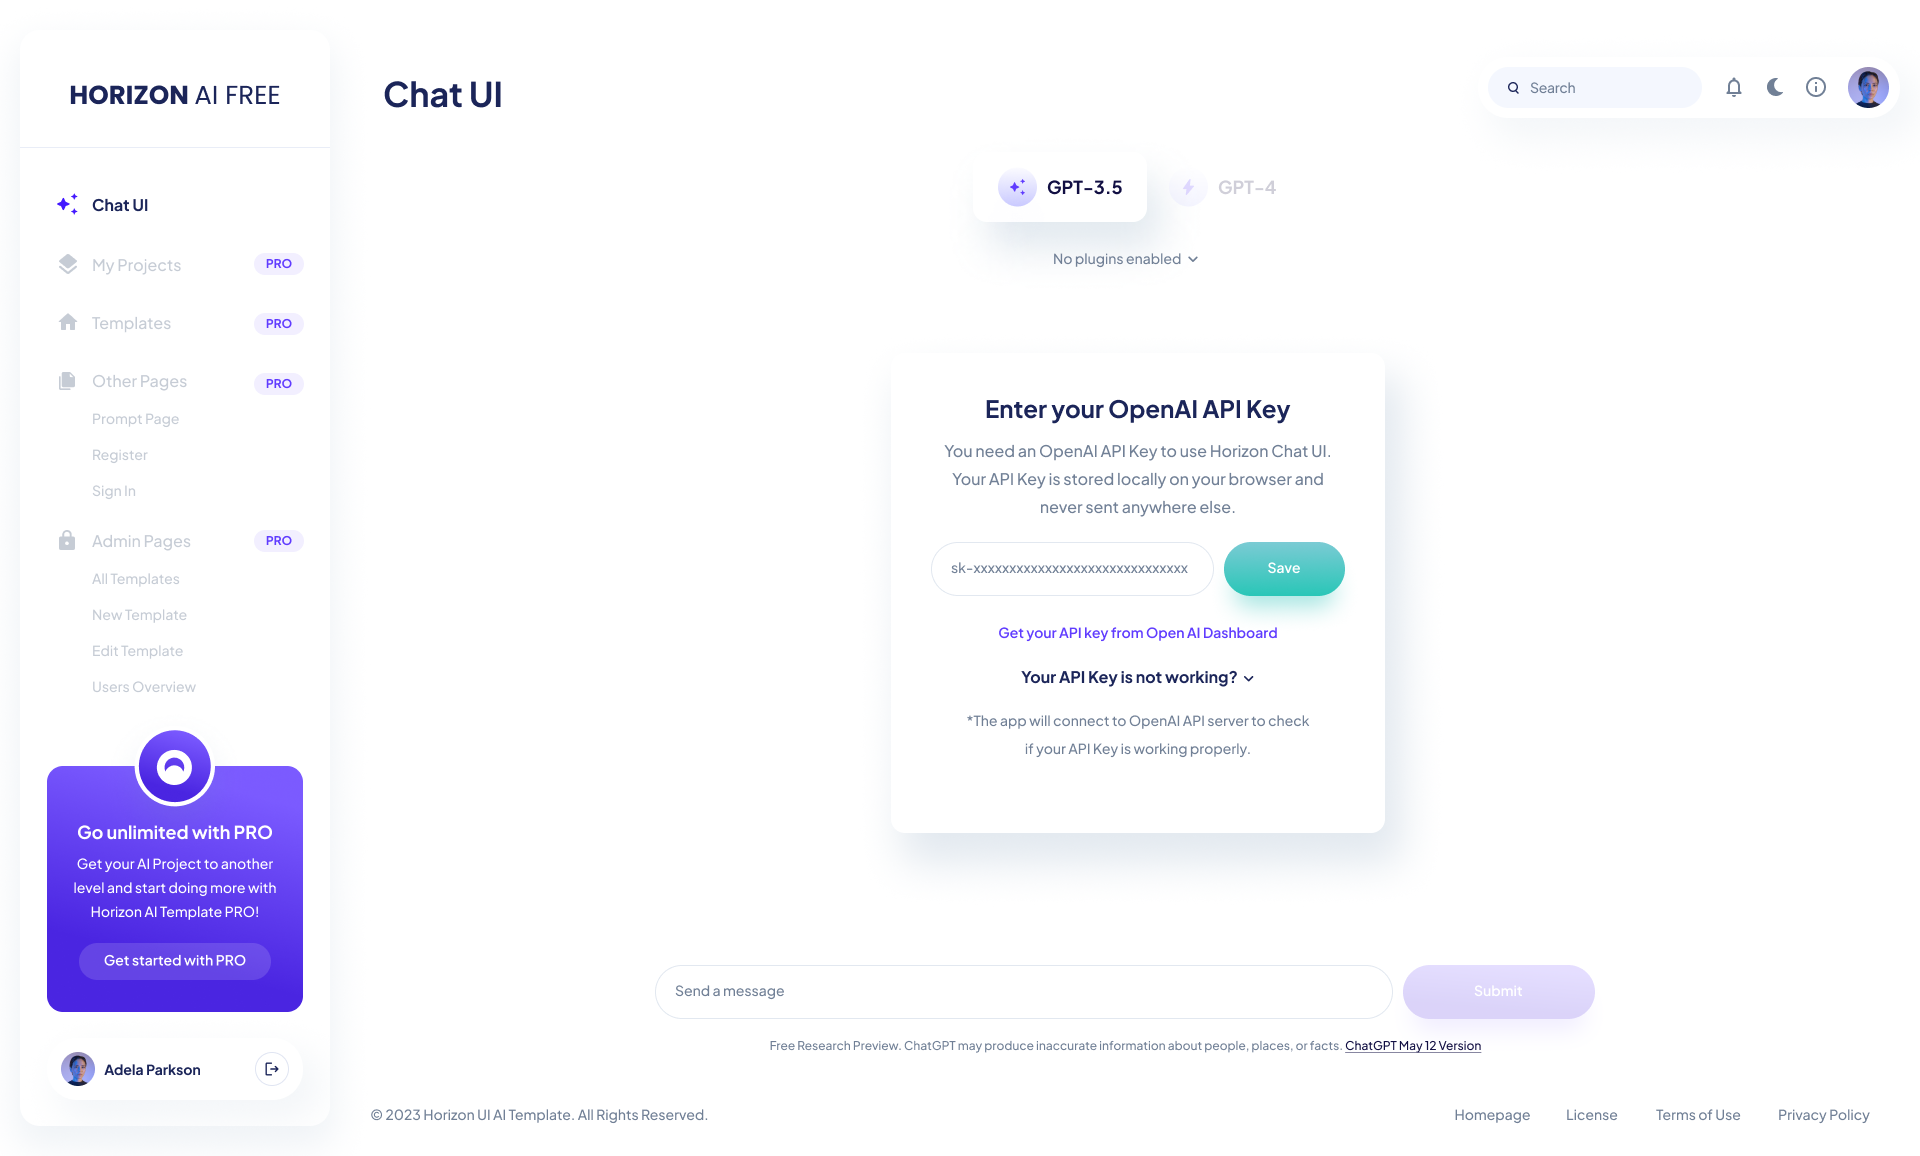 HORIZON AI FREE
Chat UI
My Projects
PRO
Templates
PRO
Other Pages
PRO
Prompt Page
Register
Sign In
Admin Pages
PRO
All Templates
New Template
Edit Template
Users Overview
Go unlimited with PRO
Get your AI Project to another
level and start doing more with
Horizon AI Template PRO!
Get started with PRO
Adela Parkson
Chat UI
Search
GPT-3.5
GPT-4
No plugins enabled
Enter your OpenAI API Key
You need an OpenAI API Key to use Horizon Chat UI.
Your API Key is stored locally on your browser and
never sent anywhere else.
sk-xxxxxxxxxxxxxxxxxxxxxxxxxxxxxx
Save
Get your API key from Open AI Dashboard
Your API Key is not working?
*The app will connect to OpenAI API server to check
if your API Key is working properly.
Send a message
Submit
Free Research Preview. ChatGPT may produce inaccurate information about people, places, or facts. ChatGPT May 12 Version
© 2023 Horizon UI AI Template. All Rights Reserved.
Homepage
License
Terms of Use
Privacy Policy